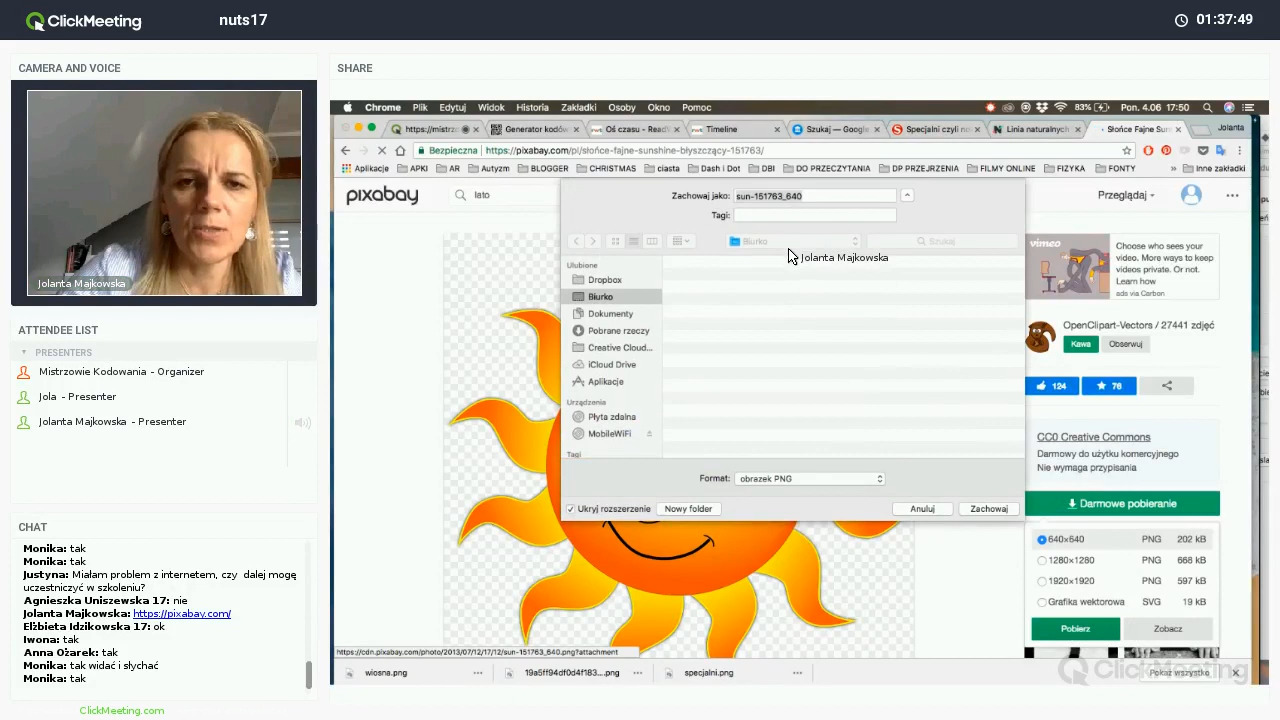 ClickMeeting
nuts17
01:37:49
CAMERA AND VOICE
Jolanta Majkowska
ATTENDEE LIST
PRESENTERS
Mistrzowie Kodowania - Organizer
Jola - Presenter
Jolanta Majkowska - Presenter
CHAT
Monika: tak
Monika: tak
Justyna: Miałam problem z internetem, czy dalej mogę
uczestniczyć w szkoleniu?
Agnieszka Uniszewska 17: nie
Jolanta Majkowska: https://pixabay.com/
Elżbieta Idzikowska 17: ok
Iwona: tak
Anna Ożarek: tak
Monika: tak widać i słychać
Monika: tak
ClickMeeting.com
SHARE
Chrome Plik Edytuj Widok Historia Zakładki Osoby Okno Pomoc
83% Pon. 4.06 17:50
https://mistrz
Generator kodów
Oś czasu - Read
Timeline
Szukaj — Google
Specjalni czyli no
Linia naturalnych
Słońce Fajne Sun
Jolanta
Bezpieczna https://pixabay.com/pl/słońce-fajne-sunshine-błyszczący-151763/
Aplikacje APKI AR Autyzm BLOGGER CHRISTMAS ciasta Dash i Dot DBI DO PRZECZYTANIA DP PRZEJRZENIA FILMY ONLINE FIZYKA FONTY Inne zakładki
pixabay
lato
Przeglądaj
Zachowaj jako: sun-151763_640
Tagi:
Biurko
Szukaj
Jolanta Majkowska
Ulubione
Dropbox
Biurko
Dokumenty
Pobrane rzeczy
Creative Cloud...
iCloud Drive
Aplikacje
Urządzenia
Płyta zdalna
MobileWiFi
Tagi
Format: obrazek PNG
Ukryj rozszerzenie
Nowy folder
Anuluj
Zachowaj
vimeo
Choose who sees your
videos. More ways to keep
videos private. Or not.
Learn how
ads via Carbon
OpenClipart-Vectors / 27441 zdjęć
Kawa
Obserwuj
124
76
CC0 Creative Commons
Darmowy do użytku komercyjnego
Nie wymaga przypisania
Darmowe pobieranie
640×640 PNG 202 kB
1280×1280 PNG 668 kB
1920×1920 PNG 597 kB
Grafika wektorowa SVG 19 kB
Pobierz
Zobacz
https://cdn.pixabay.com/photo/2013/07/12/17/12/sun-151763_640.png?attachment
wiosna.png
19a5ff94df0d4f183....png
specjalni.png
Pokaż wszystko
ClickMeeting